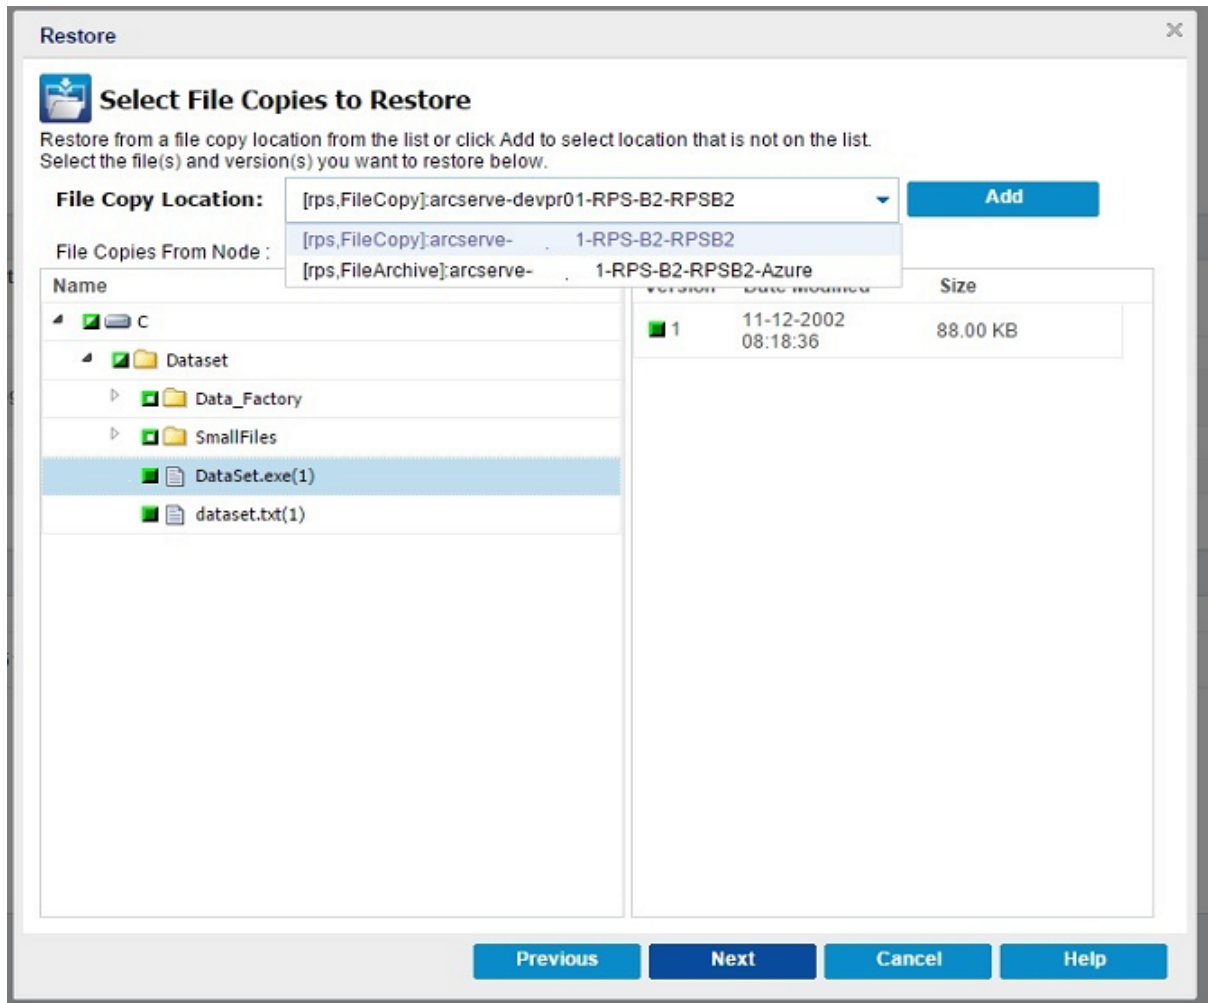 Restore
Select File Copies to Restore
Restore from a file copy location from the list or click Add to select location that is not on the list.
Select the file(s) and version(s) you want to restore below.
File Copy Location: [rps,FileCopy]:arcserve-devpr01-RPS-B2-RPSB2 Add
[rps,FileCopy]:arcserve- 1-RPS-B2-RPSB2
File Copies From Node :
[rps,FileArchive]:arcserve- 1-RPS-B2-RPSB2-Azure
Name Version Date Modified Size
C
1 11-12-2002 08:18:36 88.00 KB
Dataset
Data_Factory
SmallFiles
DataSet.exe(1)
dataset.txt(1)
Previous Next Cancel Help